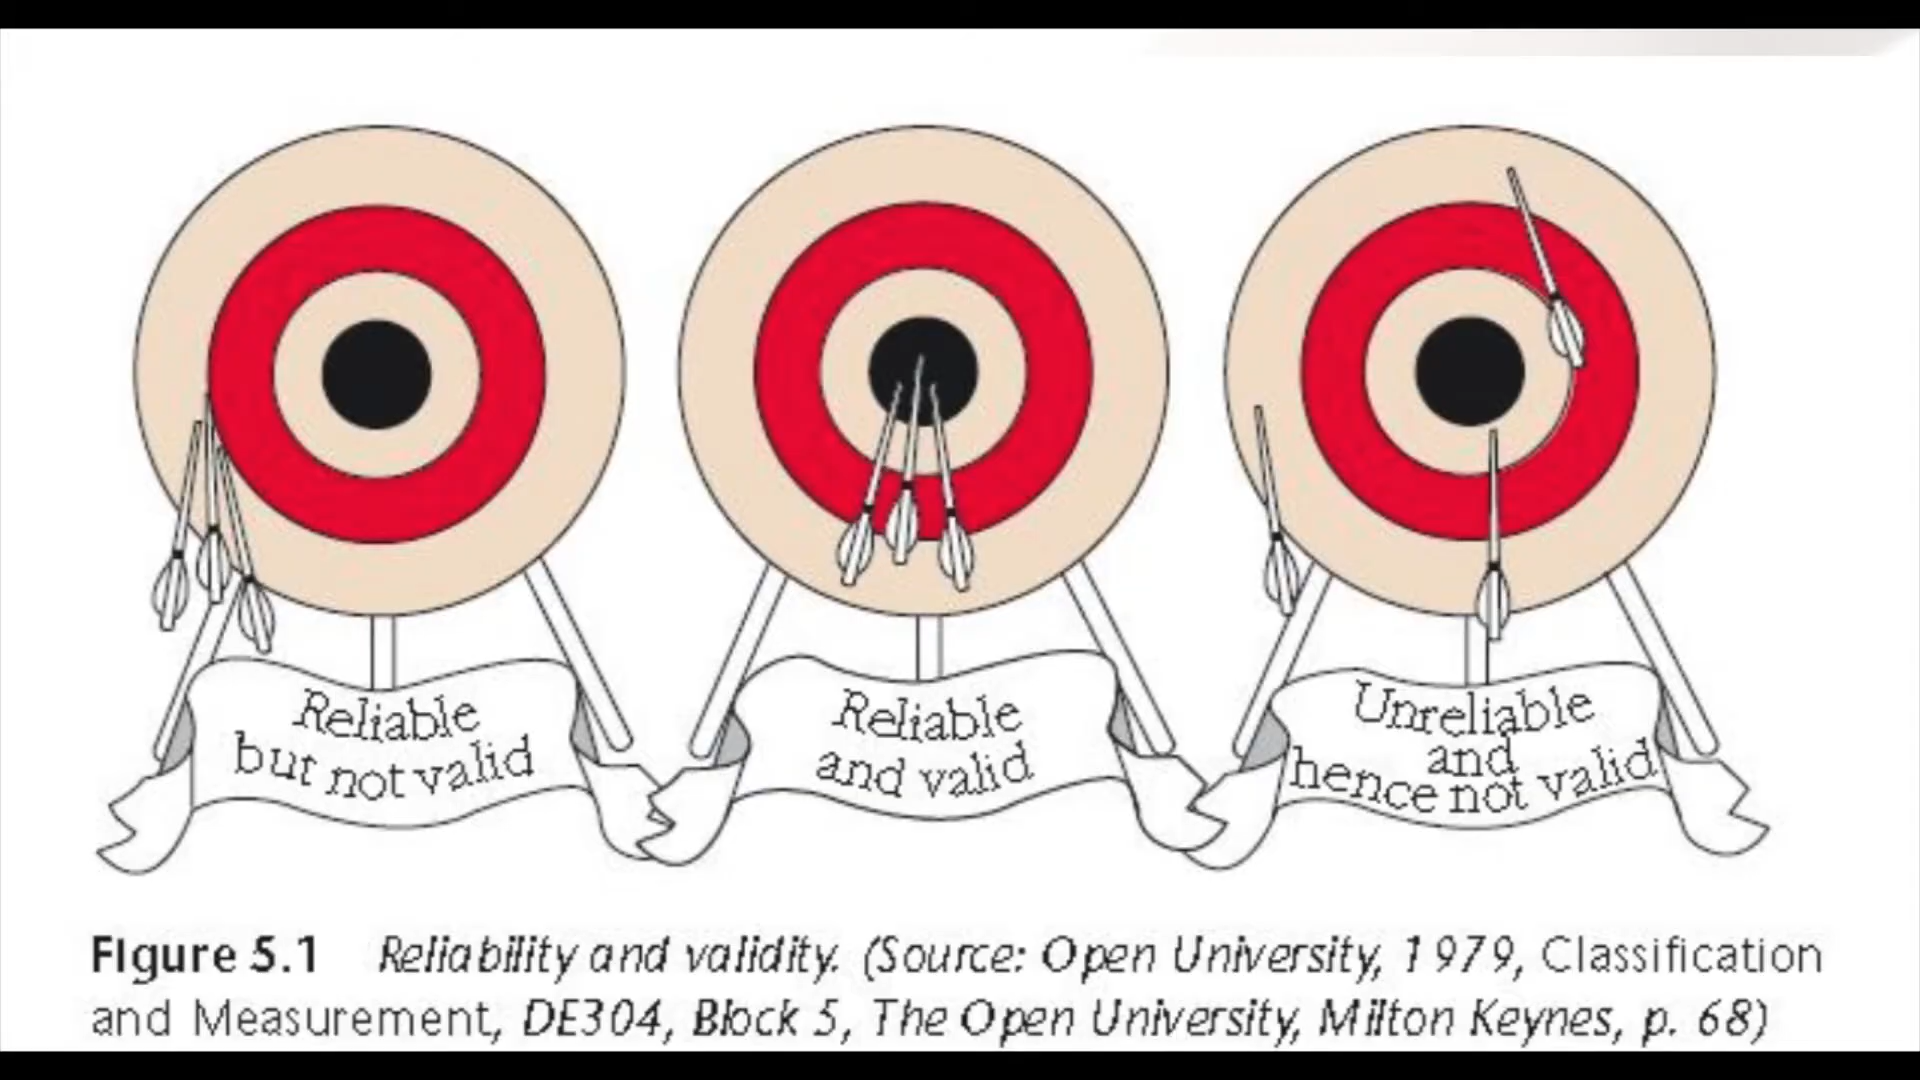 Reliable
but not valid
Reliable
and valid
Unreliable
and
hence not valid
Figure 5.1 Reliability and validity. (Source: Open University, 1979, Classification
and Measurement, DE304, Block 5, The Open University, Milton Keynes, p. 68)